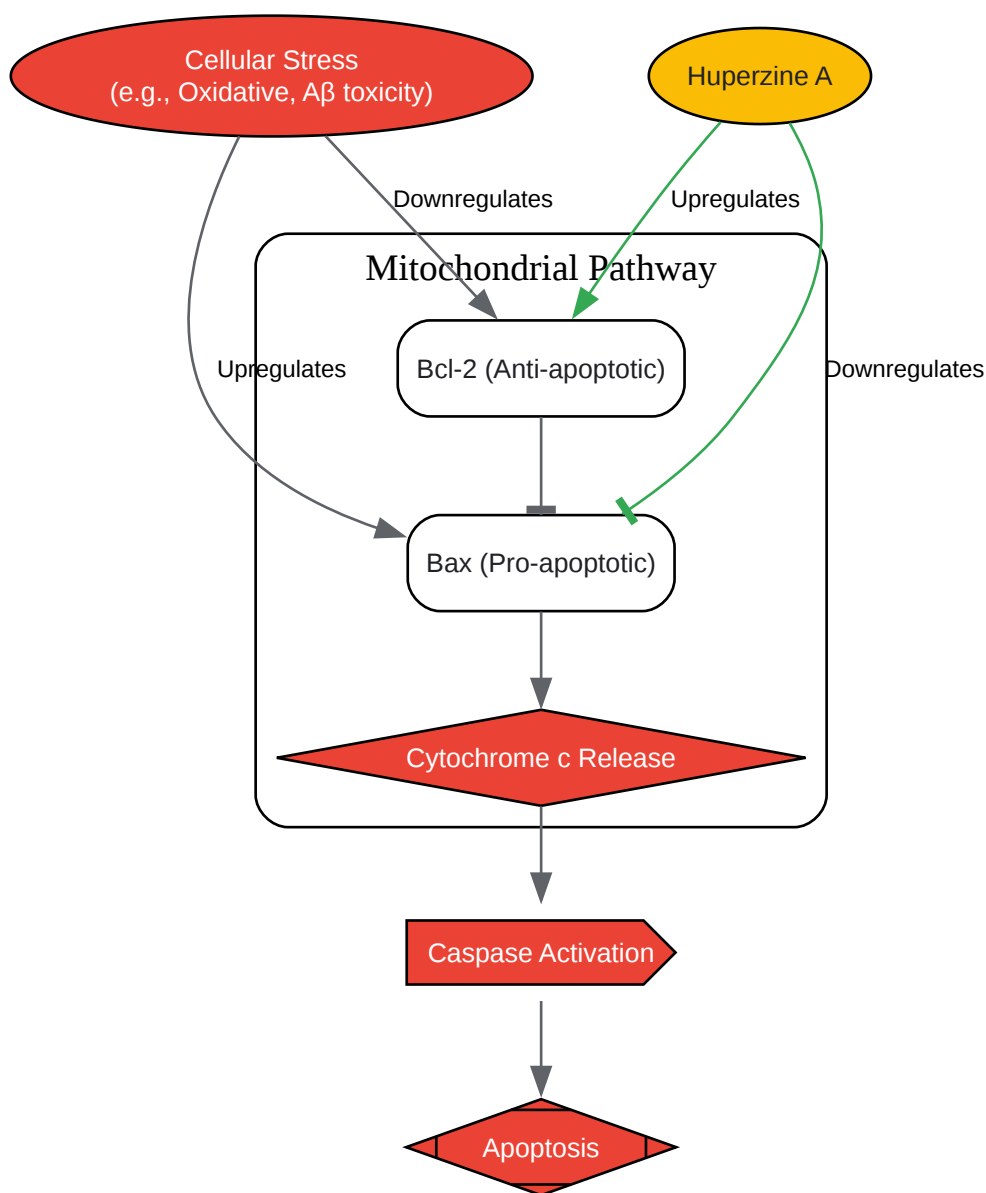 Cellular Stress
(e.g., Oxidative, Aβ toxicity)
Huperzine A
Downregulates
Upregulates
Mitochondrial Pathway
Bcl-2 (Anti-apoptotic)
Upregulates
Downregulates
Bax (Pro-apoptotic)
Cytochrome c Release
Caspase Activation
Apoptosis